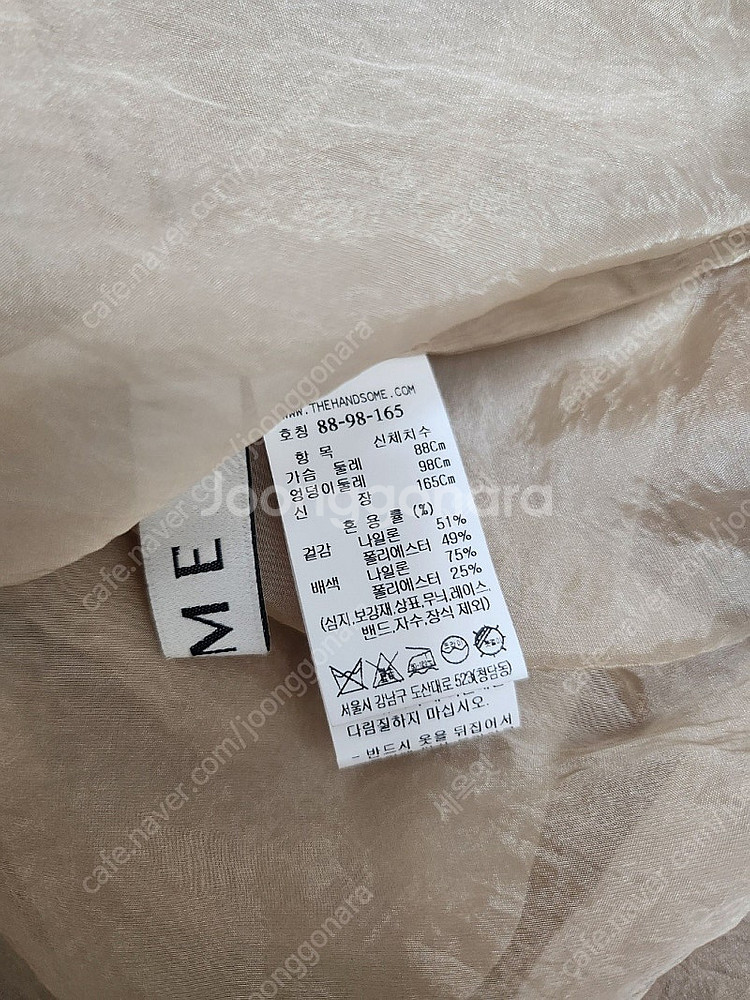 WWW.THEHANDSOME.COM
호칭 88-98-165
항 목 신체치수
가슴 둘레 88Cm
엉덩이둘레 98Cm
신 장 165Cm
혼 용 률 (%)
겉감 나일론 51%
폴리에스터 49%
배색 나일론 75%
폴리에스터 25%
(심지,보강재,상표,무늬,레이스,
밴드,자수,장식 제외)
서울시 강남구 도산대로 523(청담동)
다림질하지 마십시오.
- 반드시 옷을 뒤집어서
ME
Joonggonara
cafe.naver.com/joonggonara